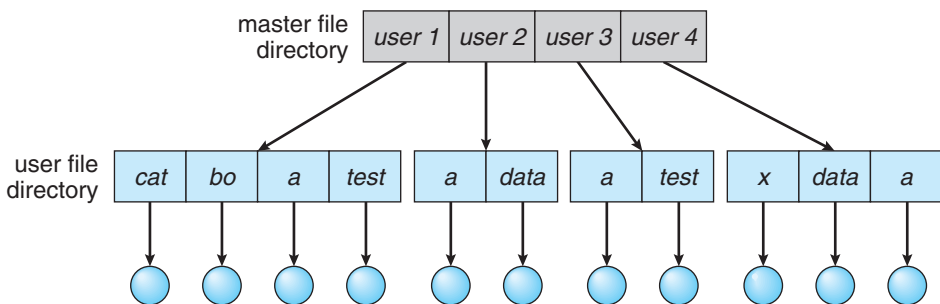 master file
directory
user 1 user 2 user 3 user 4
user file
directory
cat bo a test a data a test x data a